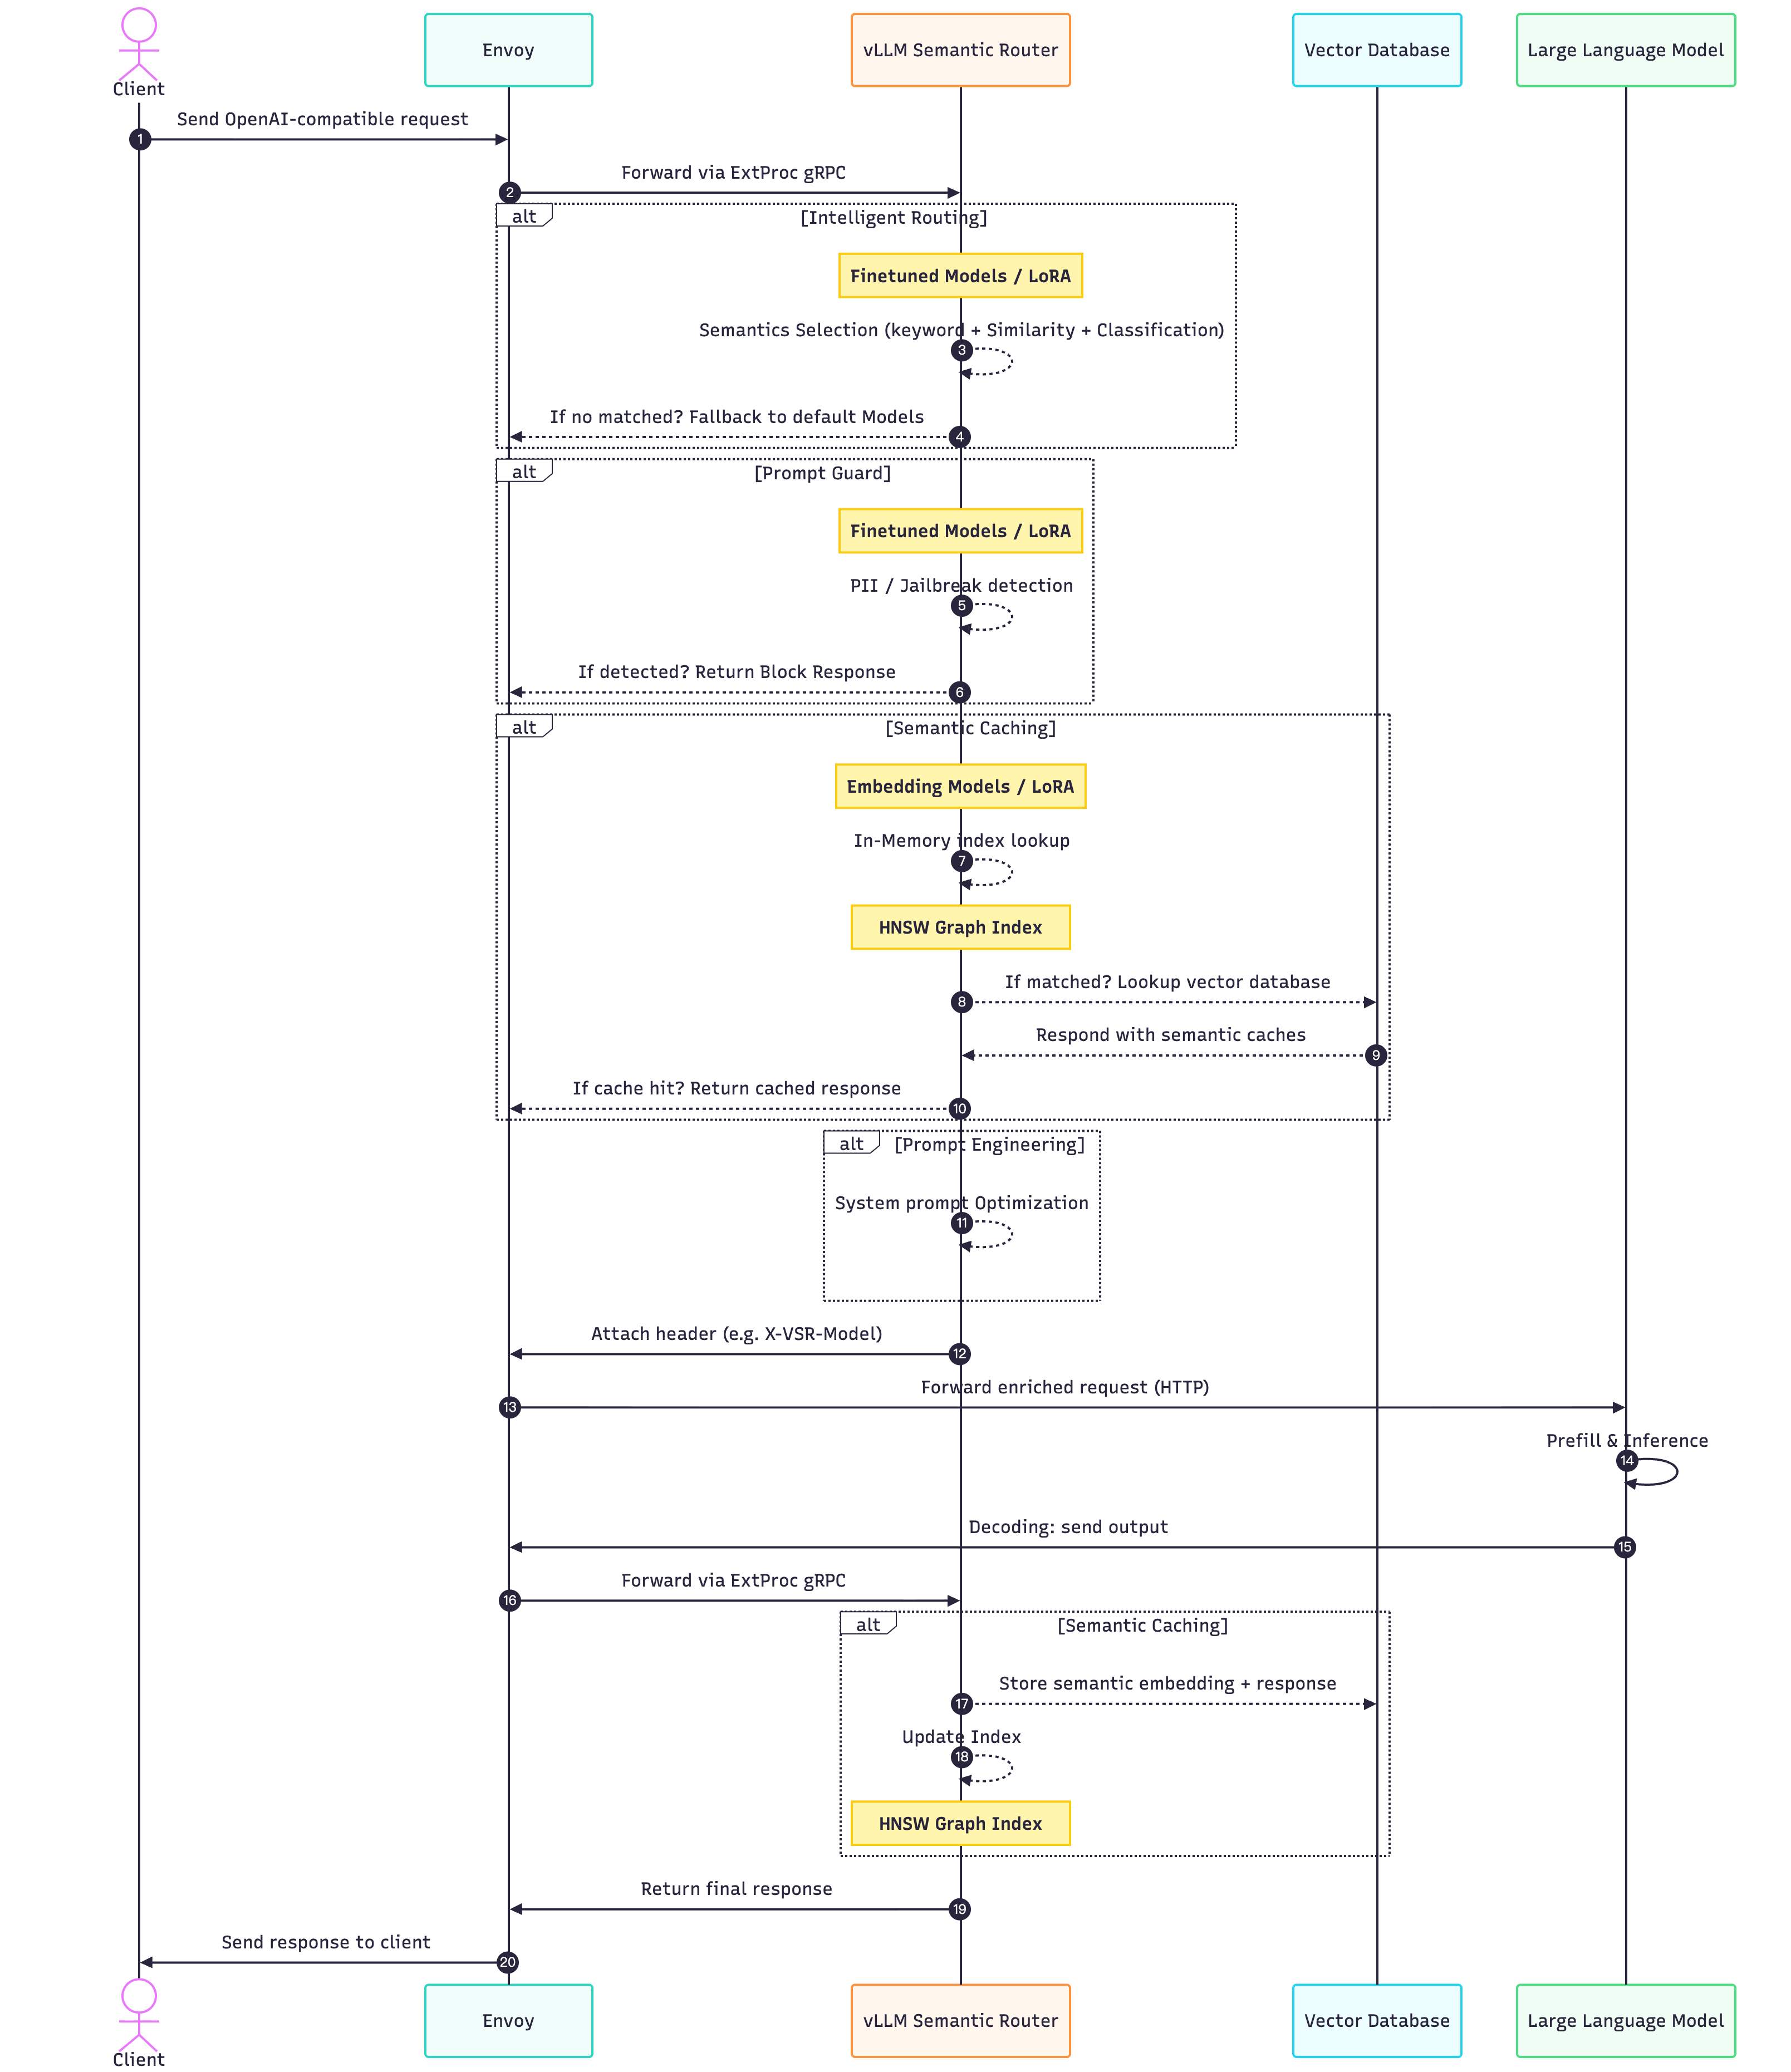 Client
Envoy
vLLM Semantic Router
Vector Database
Large Language Model
Send OpenAI-compatible request
1
Forward via ExtProc gRPC
2
alt
[Intelligent Routing]
Finetuned Models / LoRA
Semantics Selection (keyword + Similarity + Classification)
3
If no matched? Fallback to default Models
4
alt
[Prompt Guard]
Finetuned Models / LoRA
PII / Jailbreak detection
5
If detected? Return Block Response
6
alt
[Semantic Caching]
Embedding Models / LoRA
In-Memory index lookup
7
HNSW Graph Index
If matched? Lookup vector database
8
Respond with semantic caches
9
If cache hit? Return cached response
10
alt
[Prompt Engineering]
System prompt Optimization
11
Attach header (e.g. X-VSR-Model)
12
Forward enriched request (HTTP)
13
Prefill & Inference
14
Decoding: send output
15
Forward via ExtProc gRPC
16
alt
[Semantic Caching]
Store semantic embedding + response
17
Update Index
18
HNSW Graph Index
Return final response
19
Send response to client
20
Client
Envoy
vLLM Semantic Router
Vector Database
Large Language Model